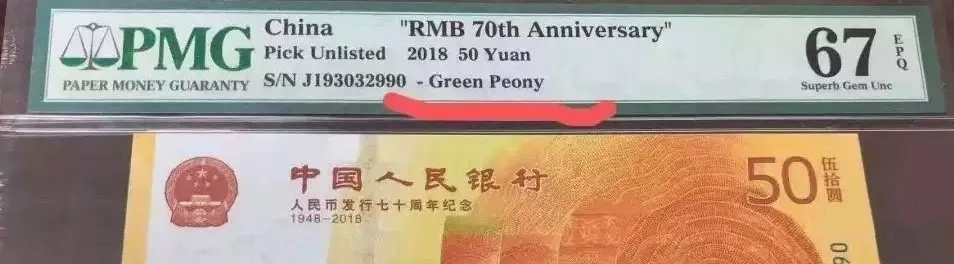 PMG
PAPER MONEY GUARANTY
China "RMB 70th Anniversary"
Pick Unlisted 2018 50 Yuan
S/N J193032990 - Green Peony
67
EPQ
Superb Gem Unc
中国人民银行
人民币发行七十周年纪念
1948-2018
50
伍拾圆